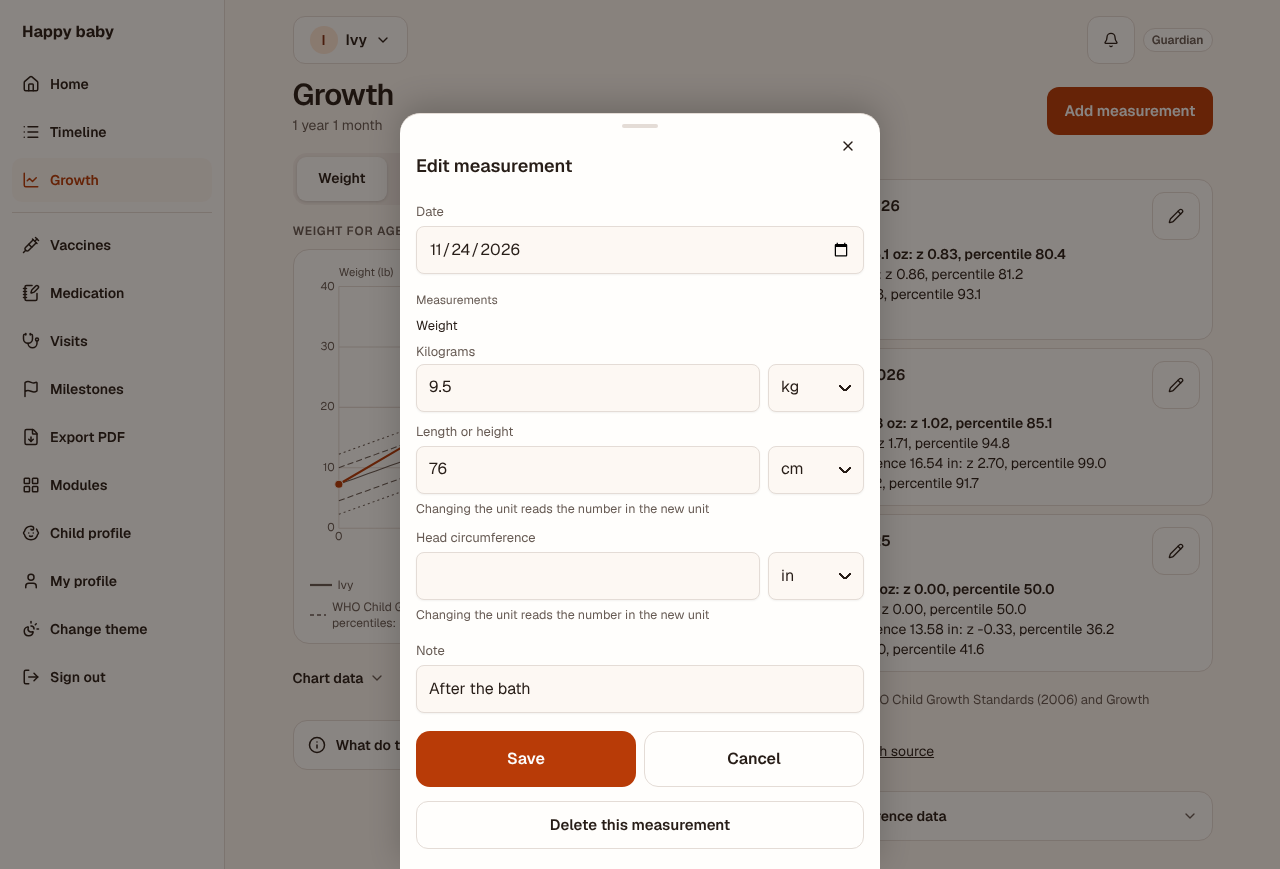 Happy baby
Home
Timeline
Growth
Vaccines
Medication
Visits
Milestones
Export PDF
Modules
Child profile
My profile
Change theme
Sign out
I Ivy
Guardian
Growth
1 year 1 month
Add measurement
Weight
WEIGHT FOR AGE
Weight (lb)
40
30
20
10
0
0
Ivy
WHO Child G
percentiles:
Chart data
What do t
Edit measurement
Date
11/24/2026
Measurements
Weight
Kilograms
9.5
kg
Length or height
76
cm
Changing the unit reads the number in the new unit
Head circumference
in
Changing the unit reads the number in the new unit
Note
After the bath
Save
Cancel
Delete this measurement
26
.1 oz: z 0.83, percentile 80.4
: z 0.86, percentile 81.2
, percentile 93.1
026
oz: z 1.02, percentile 85.1
z 1.71, percentile 94.8
ence 16.54 in: z 2.70, percentile 99.0
, percentile 91.7
5
oz: z 0.00, percentile 50.0
z 0.00, percentile 50.0
ence 13.58 in: z -0.33, percentile 36.2
, percentile 41.6
O Child Growth Standards (2006) and Growth
h source
ence data